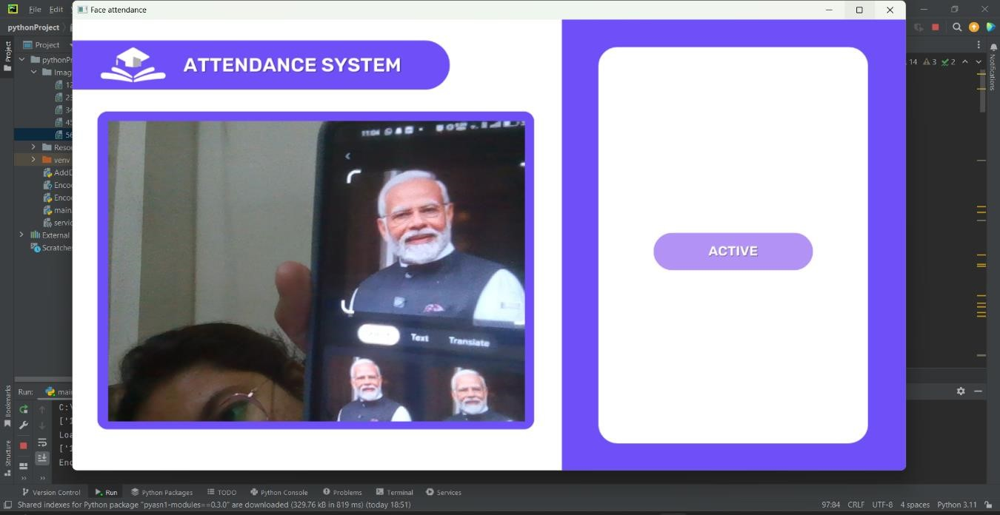 File Edit
Face attendance
pythonProject
Project
pythonPr
Imag
12
23
34
45
56
Reso
venv
AddD
Enco
Enco
main.
servic
External
Scratche
Project
Bookmarks
Structure
Notifications
14 3 2
ATTENDANCE SYSTEM
11:04
Text
Translate
ACTIVE
Run: main
C:\
['1
Loa
['1
Enc
Version Control Run Python Packages TODO Python Console Problems Terminal Services
Shared indexes for Python package "pyasn1-modules==0.3.0" are downloaded (329.76 kB in 819 ms) (today 18:51) 97:84 CRLF UTF-8 4 spaces Python 3.11